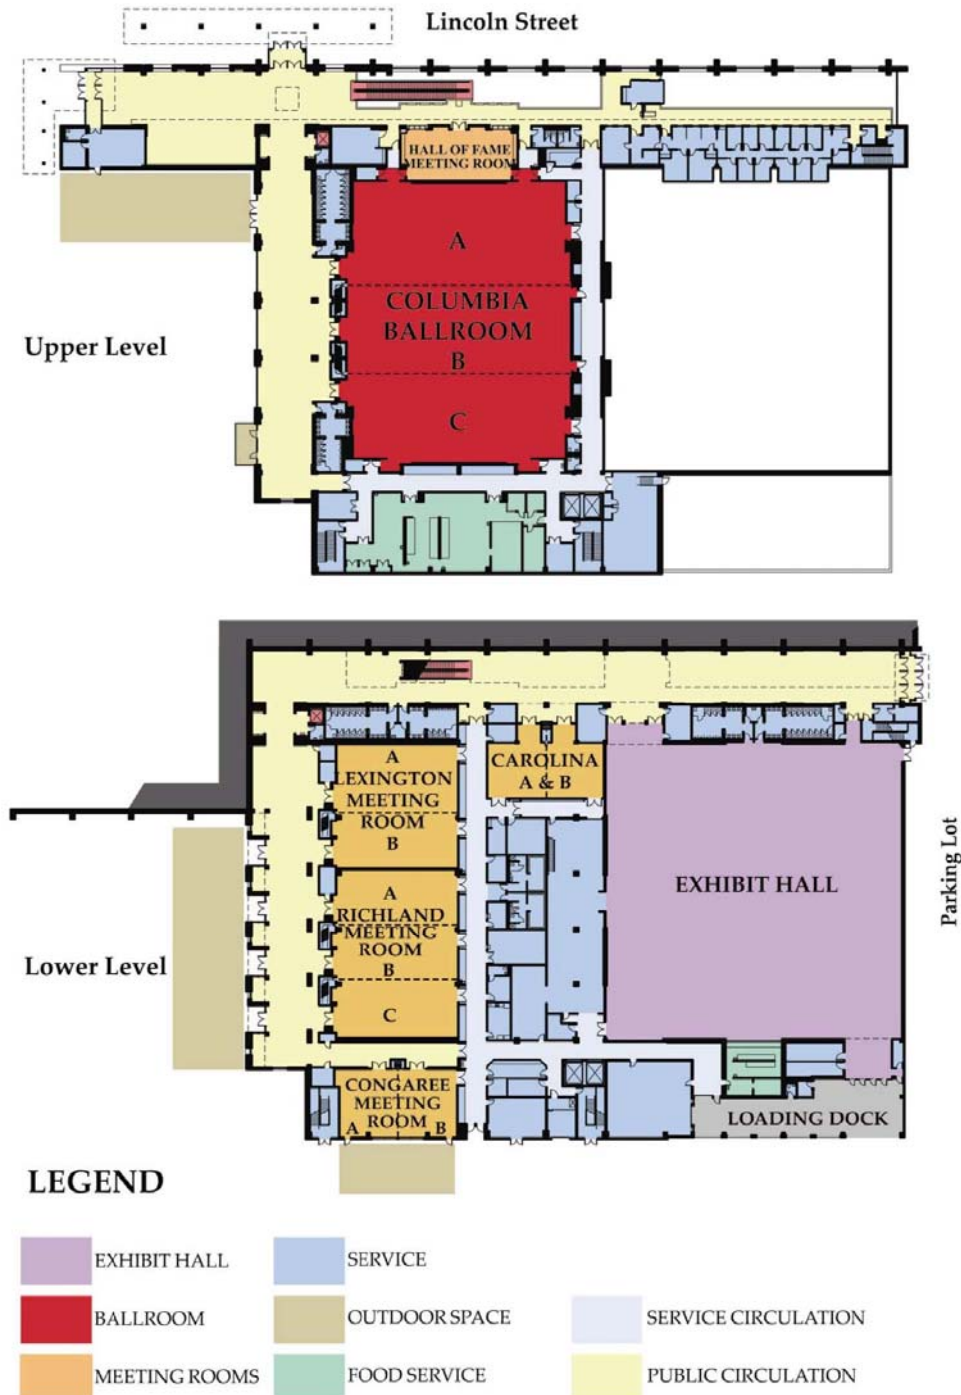 Lincoln Street
HALL OF FAME
MEETING ROOM
A
COLUMBIA
BALLROOM
B
C
Upper Level
A
LEXINGTON
MEETING
ROOM
B
CAROLINA
A & B
A
RICHLAND
MEETING
ROOM
B
C
EXHIBIT HALL
Parking Lot
Lower Level
CONGAREE
MEETING
ROOM
A B
LOADING DOCK
LEGEND
EXHIBIT HALL
SERVICE
BALLROOM
OUTDOOR SPACE
SERVICE CIRCULATION
MEETING ROOMS
FOOD SERVICE
PUBLIC CIRCULATION